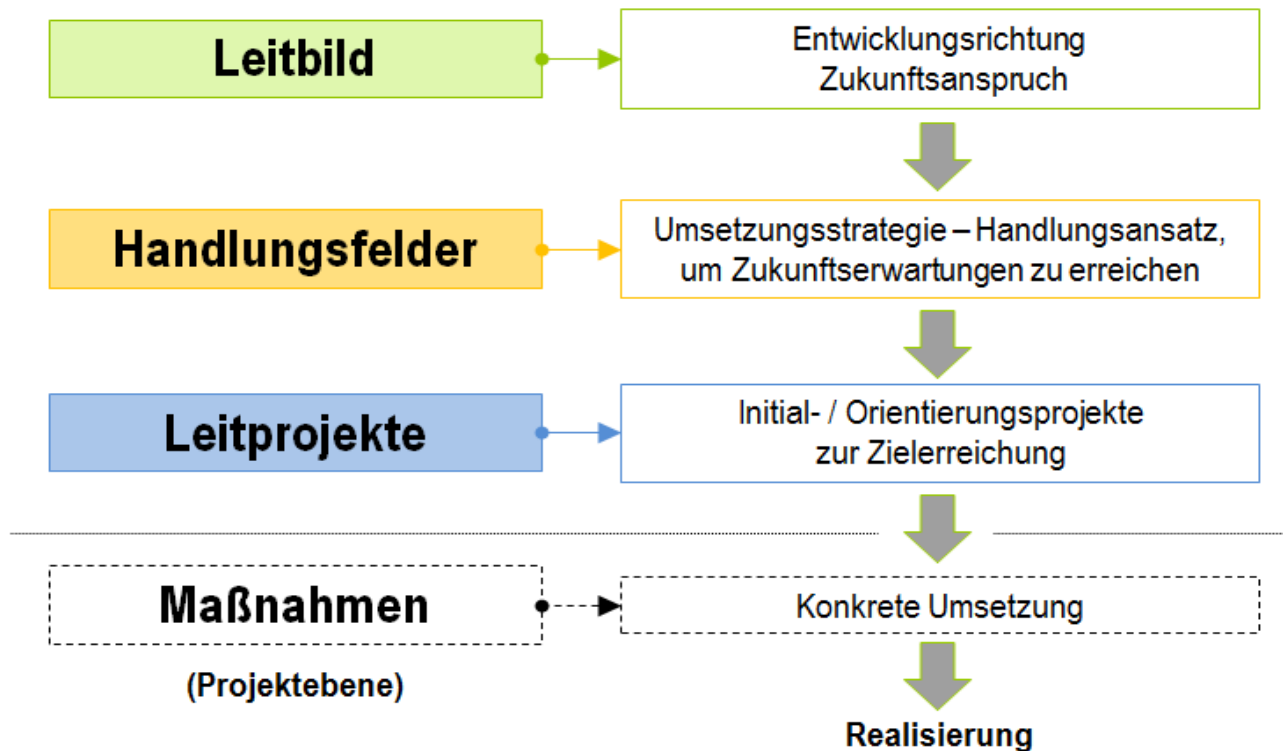 Leitbild
Entwicklungsrichtung
Zukunftsanspruch
Handlungsfelder
Umsetzungsstrategie – Handlungsansatz,
um Zukunftserwartungen zu erreichen
Leitprojekte
Initial- / Orientierungsprojekte
zur Zielerreichung
Maßnahmen
Konkrete Umsetzung
(Projektebene)
Realisierung